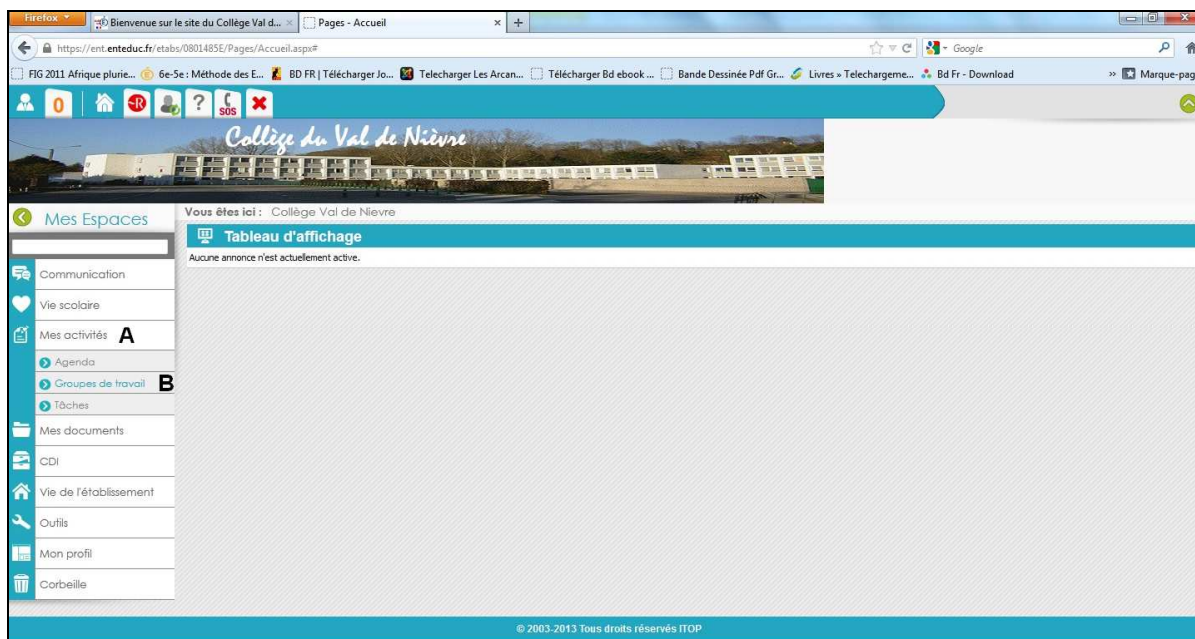 Firefox
Bienvenue sur le site du Collège Val d...
Pages - Accueil
https://ent.enteduc.fr/etabs/0801485E/Pages/Accueil.aspx#
Google
FIG 2011 Afrique plurie...
6e-5e : Méthode des E...
BD FR | Télécharger Jo...
Telecharger Les Arcan...
Télécharger Bd ebook ...
Bande Dessinée Pdf Gr...
Livres » Telechargeme...
Bd Fr - Download
Marque-pag
0
R
?
SOS
Collège du Val de Nièvre
Mes Espaces
Vous êtes ici : Collège Val de Nievre
Tableau d'affichage
Aucune annonce n'est actuellement active.
Communication
Vie scolaire
Mes activités A
Agenda
Groupes de travail B
Tâches
Mes documents
CDI
Vie de l'établissement
Outils
Mon profil
Corbeille
© 2003-2013 Tous droits réservés ITOP